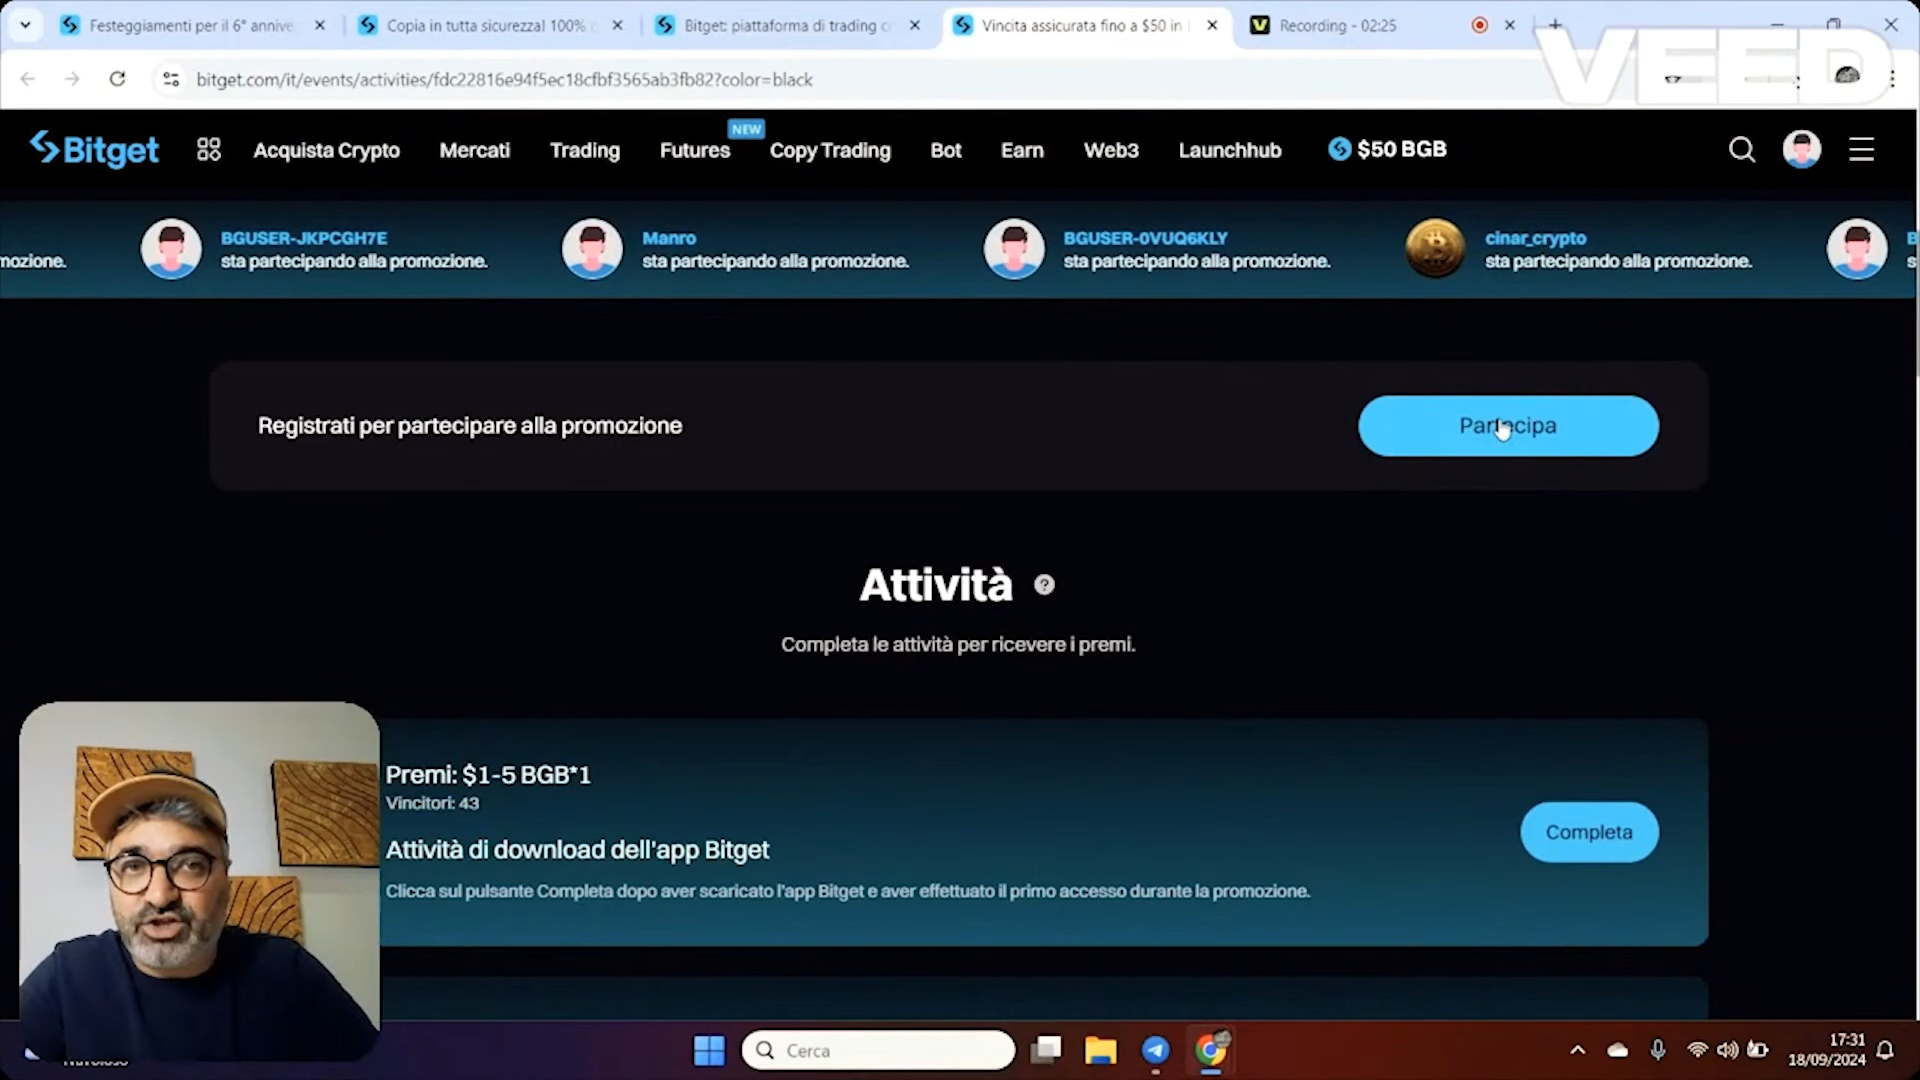 Festeggiamenti per il 6° annive
Copia in tutta sicurezza! 100%
Bitget: piattaforma di trading c
Vincita assicurata fino a $50 in
Recording - 02:25
VEED
bitget.com/it/events/activities/fdc22816e94f5ec18cfbf3565ab3fb82?color=black
Bitget
Acquista Crypto
Mercati
Trading
Futures
NEW
Copy Trading
Bot
Earn
Web3
Launchhub
$50 BGB
mozione.
BGUSER-JKPCGH7E
sta partecipando alla promozione.
Manro
sta partecipando alla promozione.
BGUSER-0VUQ6KLY
sta partecipando alla promozione.
cinar_crypto
sta partecipando alla promozione.
B
s
Registrati per partecipare alla promozione
Partecipa
Attività
Completa le attività per ricevere i premi.
Premi: $1-5 BGB*1
Vincitori: 43
Attività di download dell'app Bitget
Clicca sul pulsante Completa dopo aver scaricato l'app Bitget e aver effettuato il primo accesso durante la promozione.
Completa
Cerca
17:31
18/09/2024